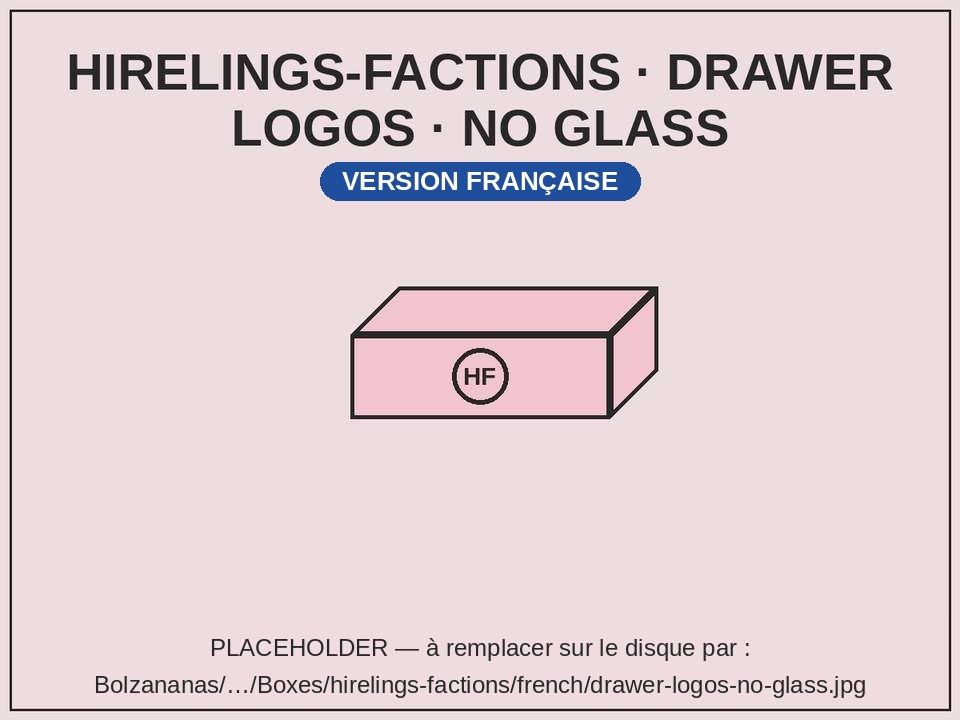 HIRELINGS-FACTIONS · DRAWER
LOGOS · NO GLASS
VERSION FRANÇAISE
HF
PLACEHOLDER — à remplacer sur le disque par :
Bolzananas/…/Boxes/hirelings-factions/french/drawer-logos-no-glass.jpg